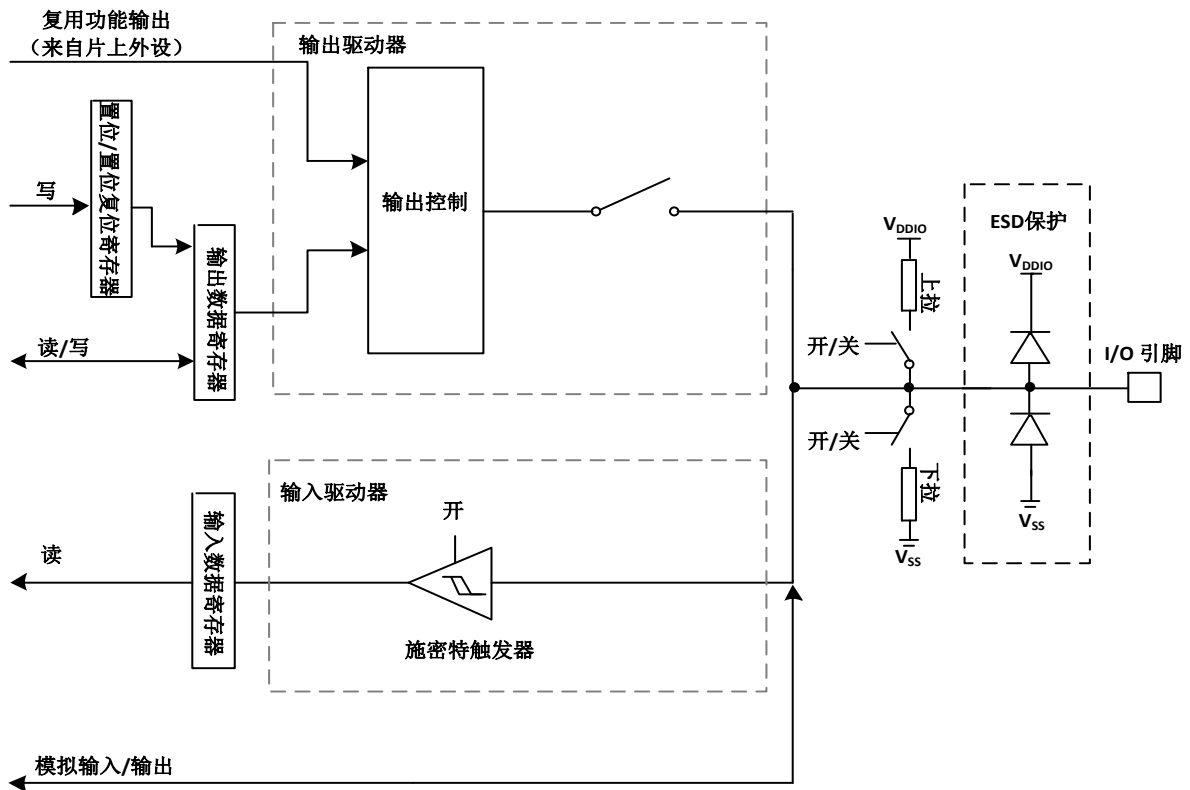 复用功能输出
（来自片上外设）
输出驱动器
置位/置位复位寄存器
写
输出控制
输出数据寄存器
读/写
V_DDIO
上拉
开/关
ESD保护
V_DDIO
I/O 引脚
开/关
下拉
V_SS
V_SS
输入驱动器
开
输入数据寄存器
读
施密特触发器
模拟输入/输出